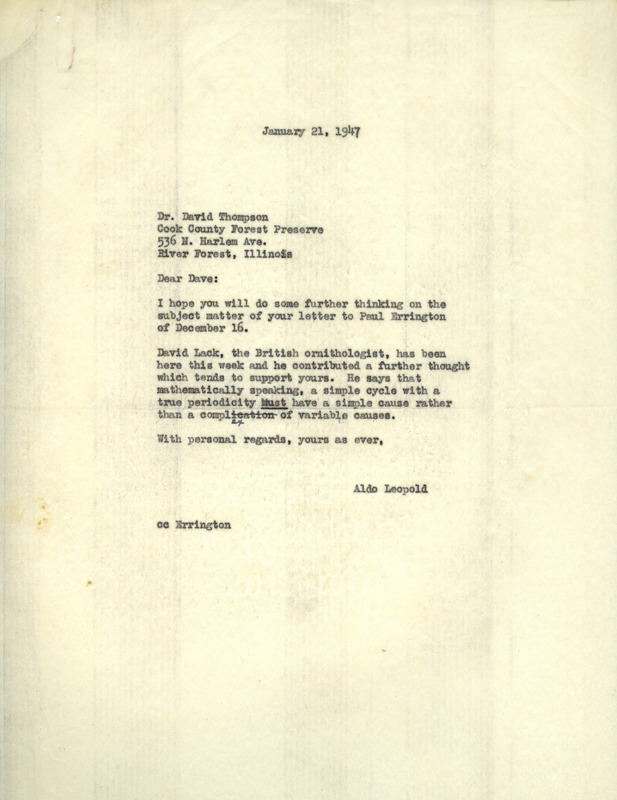 January 21, 1947
Dr. David Thompson
Cook County Forest Preserve
536 N. Harlem Ave.
River Forest, Illinois
Dear Dave:
I hope you will do some further thinking on the
subject matter of your letter to Paul Errington
of December 16.
David Lack, the British ornithologist, has been
here this week and he contributed a further thought
which tends to support yours. He says that
mathematically speaking, a simple cycle with a
true periodicity must have a simple cause rather
than a complication of variable causes.
ex
With personal regards, yours as ever,
Aldo Leopold
cc Errington